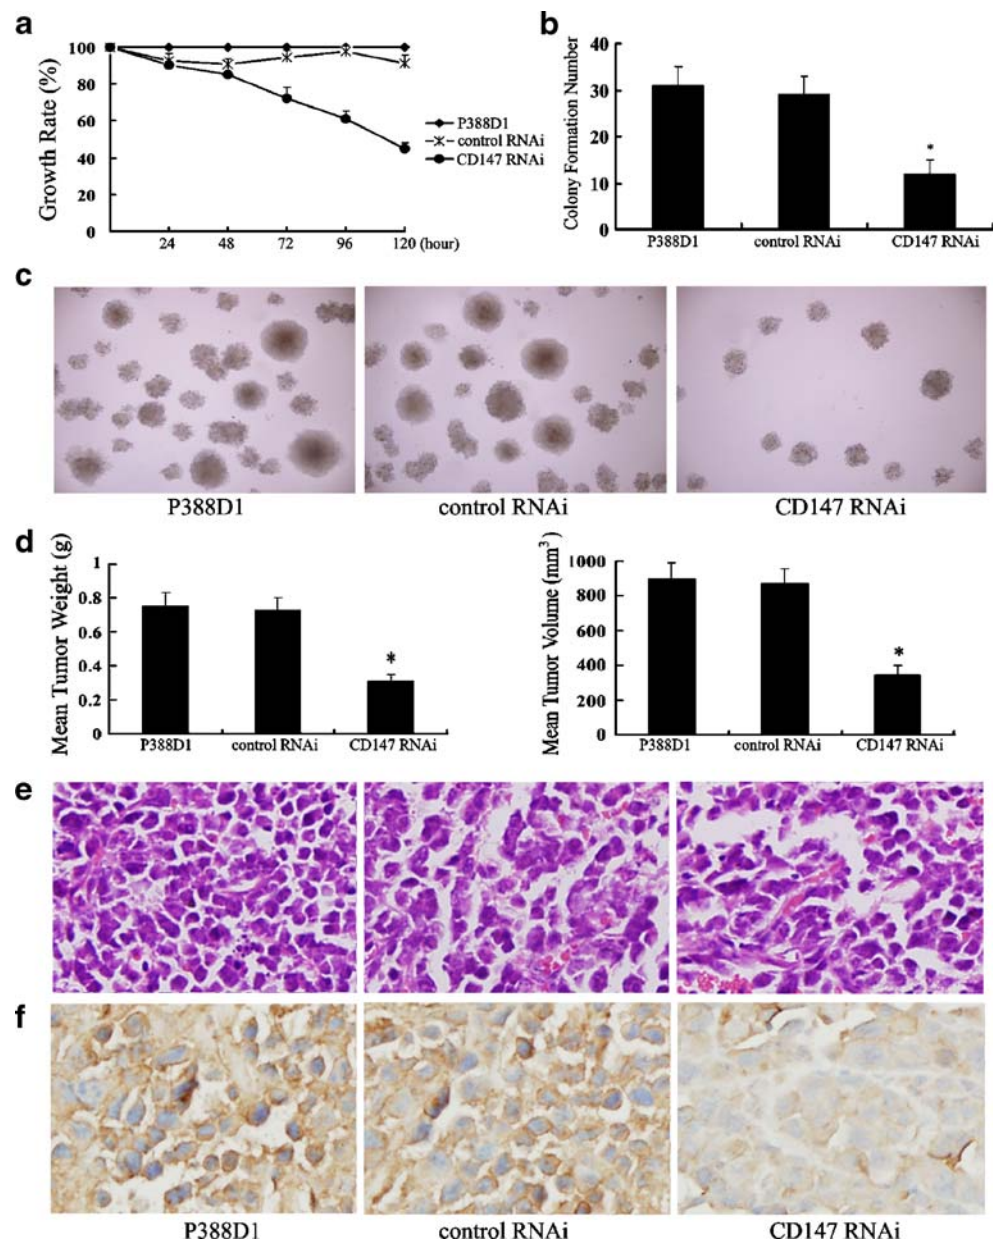 a
Growth Rate (%)
100
80
60
40
20
0
24 48 72 96 120 (hour)
P388D1
control RNAi
CD147 RNAi
b
Colony Formation Number
40
30
20
10
0
*
P388D1 control RNAi CD147 RNAi
c
P388D1 control RNAi CD147 RNAi
d
Mean Tumor Weight (g)
1
0.8
0.6
0.4
0.2
0
*
P388D1 control RNAi CD147 RNAi
Mean Tumor Volume (mm³)
1000
800
600
400
200
0
*
P388D1 control RNAi CD147 RNAi
e
f
P388D1 control RNAi CD147 RNAi